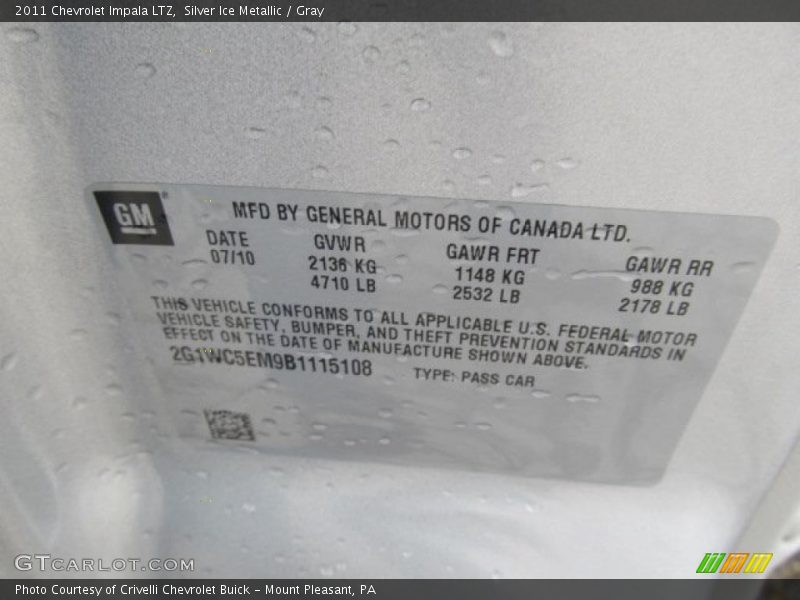 2011 Chevrolet Impala LTZ, Silver Ice Metallic / Gray
GM
MFD BY GENERAL MOTORS OF CANADA LTD.
DATE GVWR GAWR FRT GAWR RR
07/10 2136 KG 1148 KG 988 KG
4710 LB 2532 LB 2178 LB
THIS VEHICLE CONFORMS TO ALL APPLICABLE U.S. FEDERAL MOTOR
VEHICLE SAFETY, BUMPER, AND THEFT PREVENTION STANDARDS IN
EFFECT ON THE DATE OF MANUFACTURE SHOWN ABOVE.
2G1WC5EM9B1115108 TYPE: PASS CAR
GTCARLOT.COM
Photo Courtesy of Crivelli Chevrolet Buick – Mount Pleasant, PA